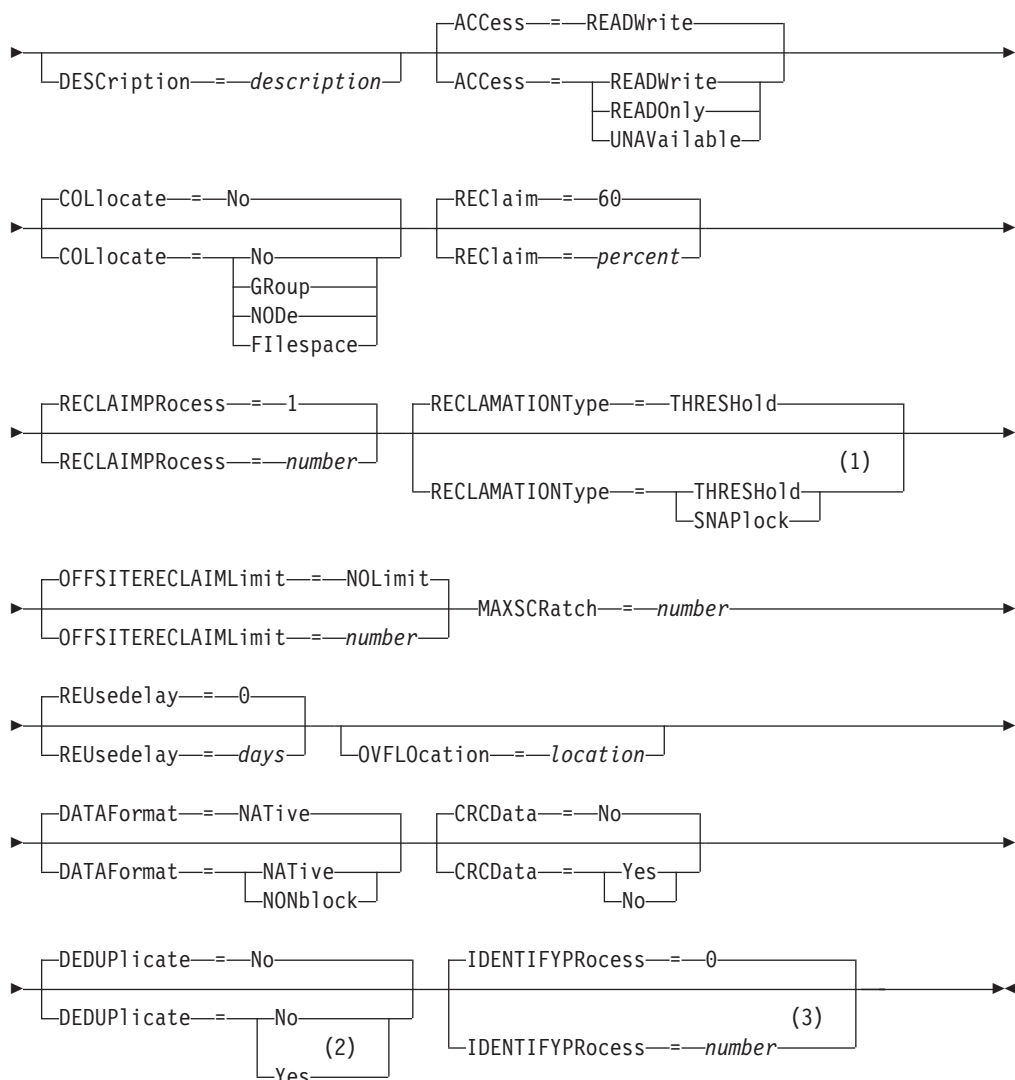 ACCess = READWrite
DESCription = description ACCess = READWrite
READOnly
UNAVailable
COLlocate = No REClaim = 60
COLlocate = No REClaim = percent
GRoup
NODe
FIlespace
RECLAIMPRocess = 1 RECLAMATIONType = THRESHold
RECLAIMPRocess = number (1)
RECLAMATIONType = THRESHold
SNAPlock
OFFSITERECLAIMLimit = NOLimit
MAXSCRatch = number
OFFSITERECLAIMLimit = number
REUsedelay = 0
REUsedelay = days OVFLOcation = location
DATAFormat = NATive CRCData = No
DATAFormat = NATive CRCData = Yes
NONblock No
DEDUPlicate = No IDENTIFYPRocess = 0
DEDUPlicate = No (3)
(2) IDENTIFYPRocess = number
Yes